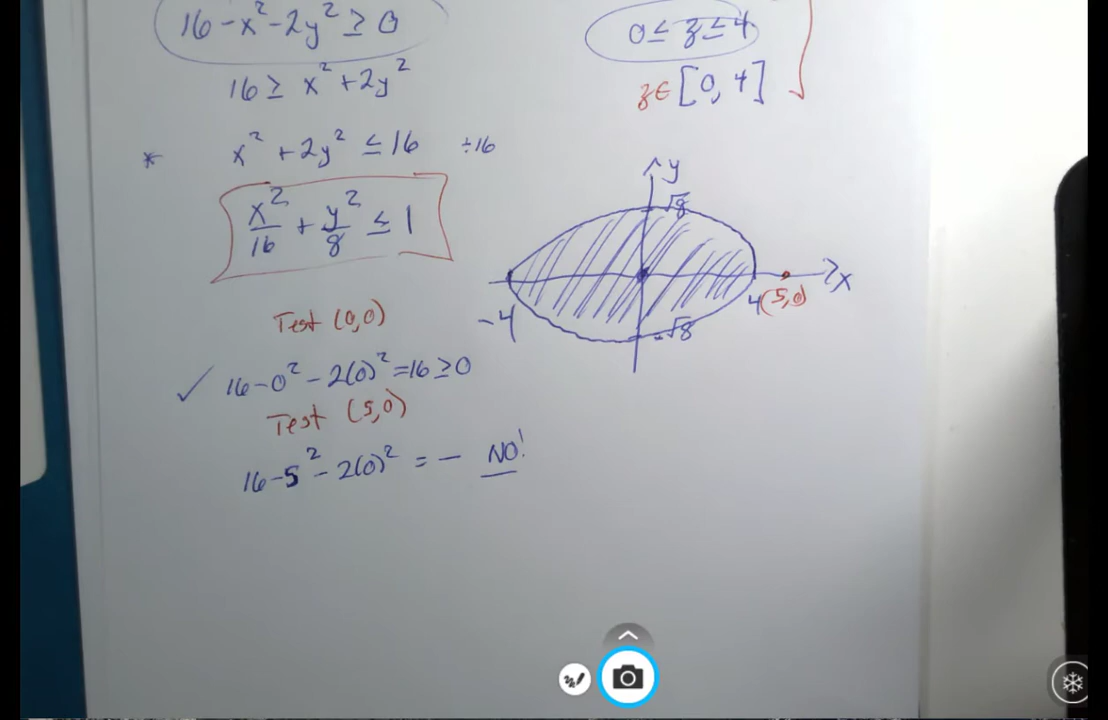 16-x²-2y² ≥ 0
0 ≤ z ≤ 4
16 ≥ x² + 2y²
z ∈ [0, 4]
* x² + 2y² ≤ 16 ÷16
x²/16 + y²/8 ≤ 1
y
√8
x
4 (5,0)
-4
-√8
Test (0,0)
✓ 16-0²-2(0)² = 16 ≥ 0
Test (5,0)
16-5²-2(0)² = - NO!